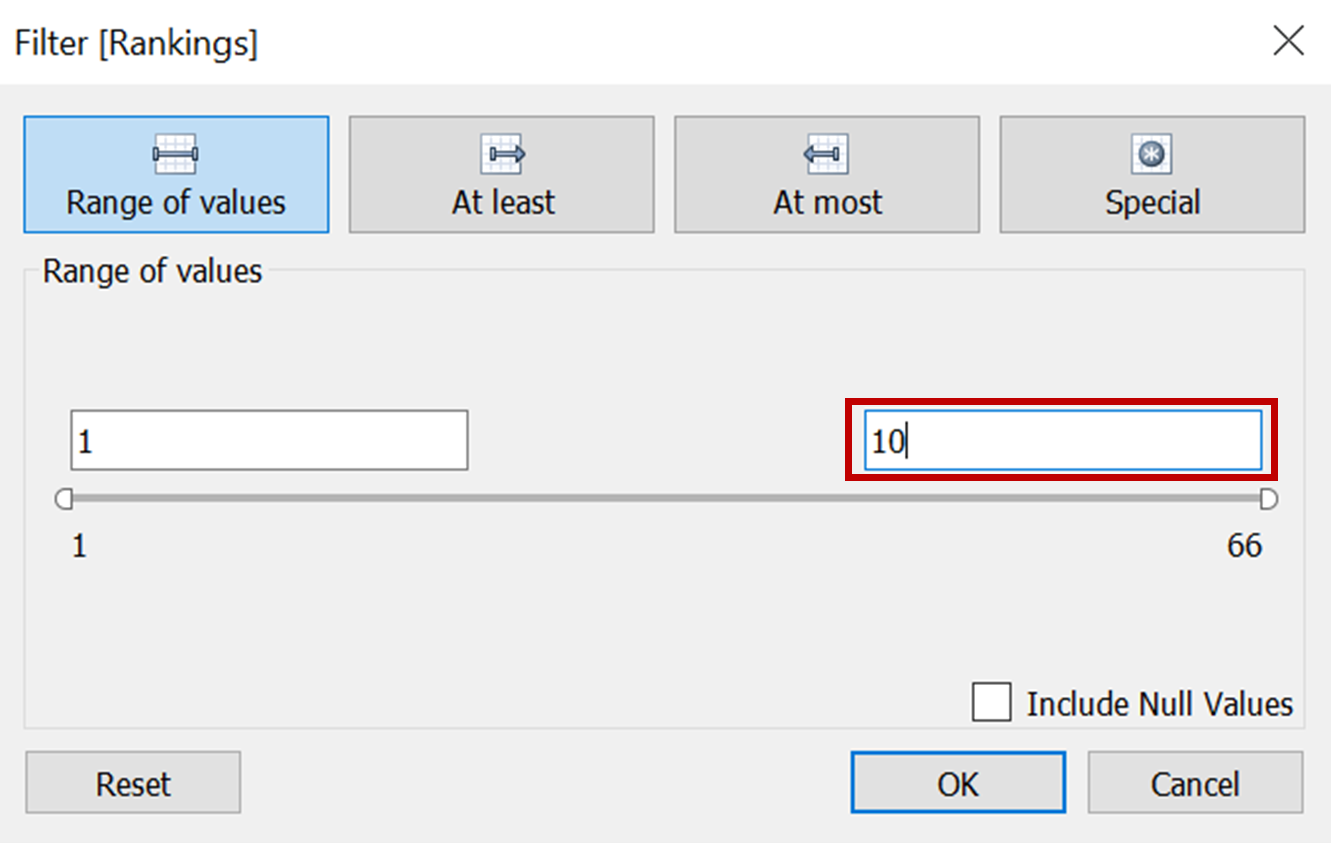 Filter [Rankings]
Range of values At least At most Special
Range of values
1 10
1 66
Include Null Values
Reset OK Cancel